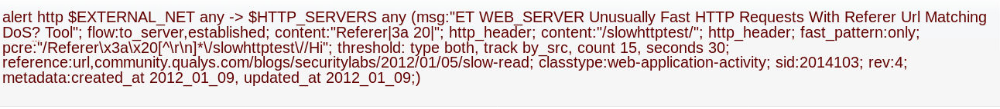 alert http $EXTERNAL_NET any -> $HTTP_SERVERS any (msg:"ET WEB_SERVER Unusually Fast HTTP Requests With Referer Url Matching
DoS? Tool"; flow:to_server,established; content:"Referer|3a 20|"; http_header; content:"/slowhttptest/"; http_header; fast_pattern:only;
pcre:"/Referer\x3a\x20[^\r\n]*\/slowhttptest\//Hi"; threshold: type both, track by_src, count 15, seconds 30;
reference:url,community.qualys.com/blogs/securitylabs/2012/01/05/slow-read; classtype:web-application-activity; sid:2014103; rev:4;
metadata:created_at 2012_01_09, updated_at 2012_01_09;)